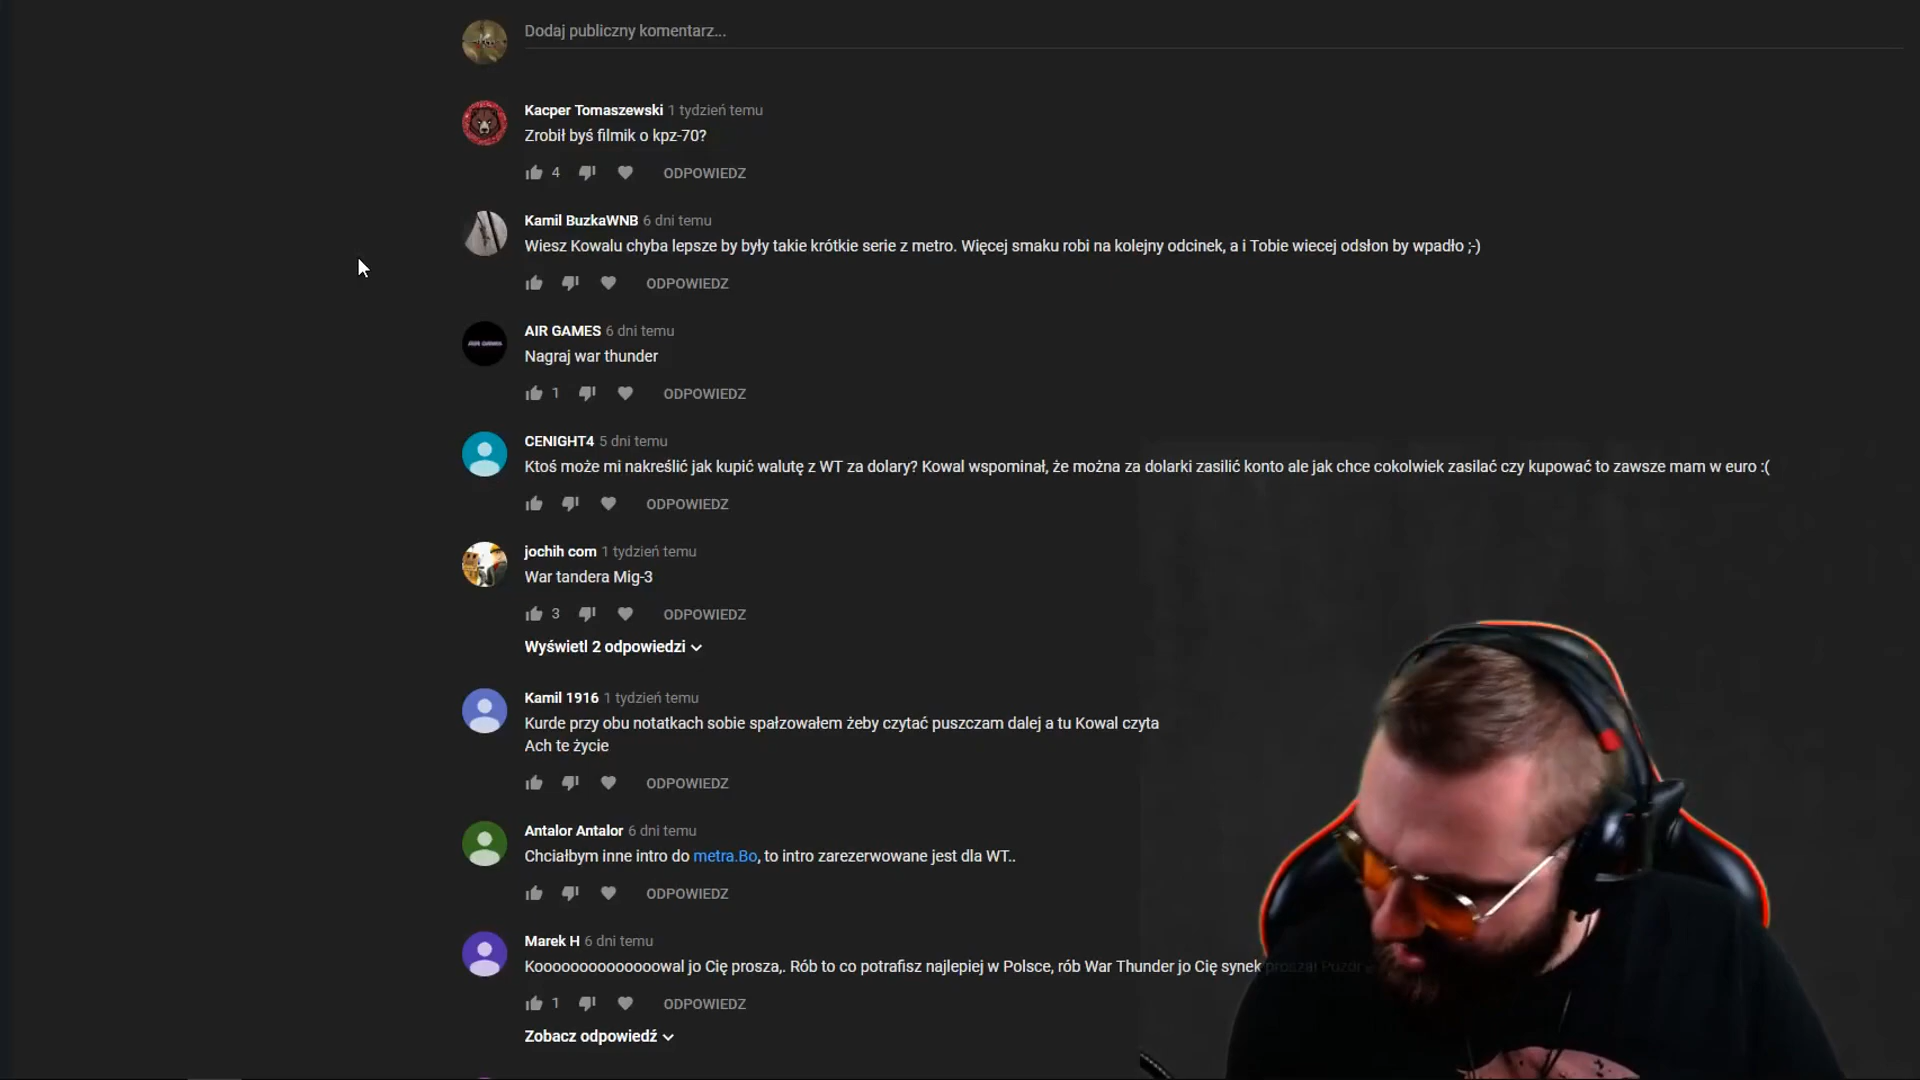 Dodaj publiczny komentarz...
Kacper Tomaszewski 1 tydzień temu
Zrobił byś filmik o kpz-70?
4 ODPOWIEDZ
Kamil BuzkaWNB 6 dni temu
Wiesz Kowalu chyba lepsze by były takie krótkie serie z metro. Więcej smaku robi na kolejny odcinek, a i Tobie wiecej odsłon by wpadło ;-)
ODPOWIEDZ
AIR GAMES 6 dni temu
Nagraj war thunder
1 ODPOWIEDZ
CENIGHT4 5 dni temu
Ktoś może mi nakreślić jak kupić walutę z WT za dolary? Kowal wspominał, że można za dolarki zasilić konto ale jak chce cokolwiek zasilać czy kupować to zawsze mam w euro :(
ODPOWIEDZ
jochih com 1 tydzień temu
War tandera Mig-3
3 ODPOWIEDZ
Wyświetl 2 odpowiedzi
Kamil 1916 1 tydzień temu
Kurde przy obu notatkach sobie spałzowałem żeby czytać puszczam dalej a tu Kowal czyta
Ach te życie
ODPOWIEDZ
Antalor Antalor 6 dni temu
Chciałbym inne intro do metra.Bo, to intro zarezerwowane jest dla WT..
ODPOWIEDZ
Marek H 6 dni temu
Koooooooooooooowal jo Cię prosza,. Rób to co potrafisz najlepiej w Polsce, rób War Thunder jo Cię synek prosza!
1 ODPOWIEDZ
Zobacz odpowiedź